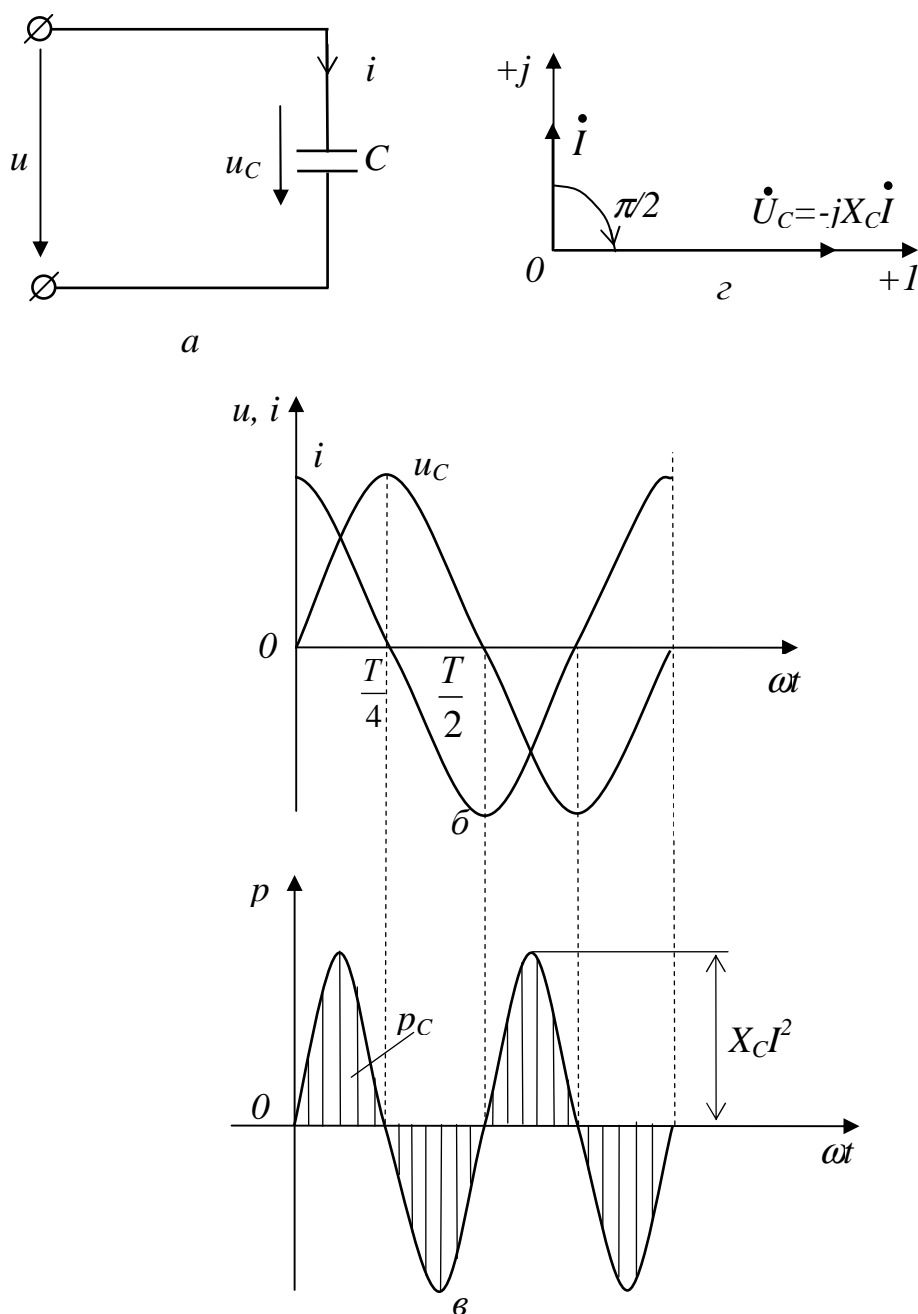 u
i
u_C
C
а
+j
İ
π/2
U̇_C=-jX_Cİ
0
+1
г
u, i
i
u_C
0
T/4
T/2
ωt
б
p
p_C
X_CI²
0
ωt
в